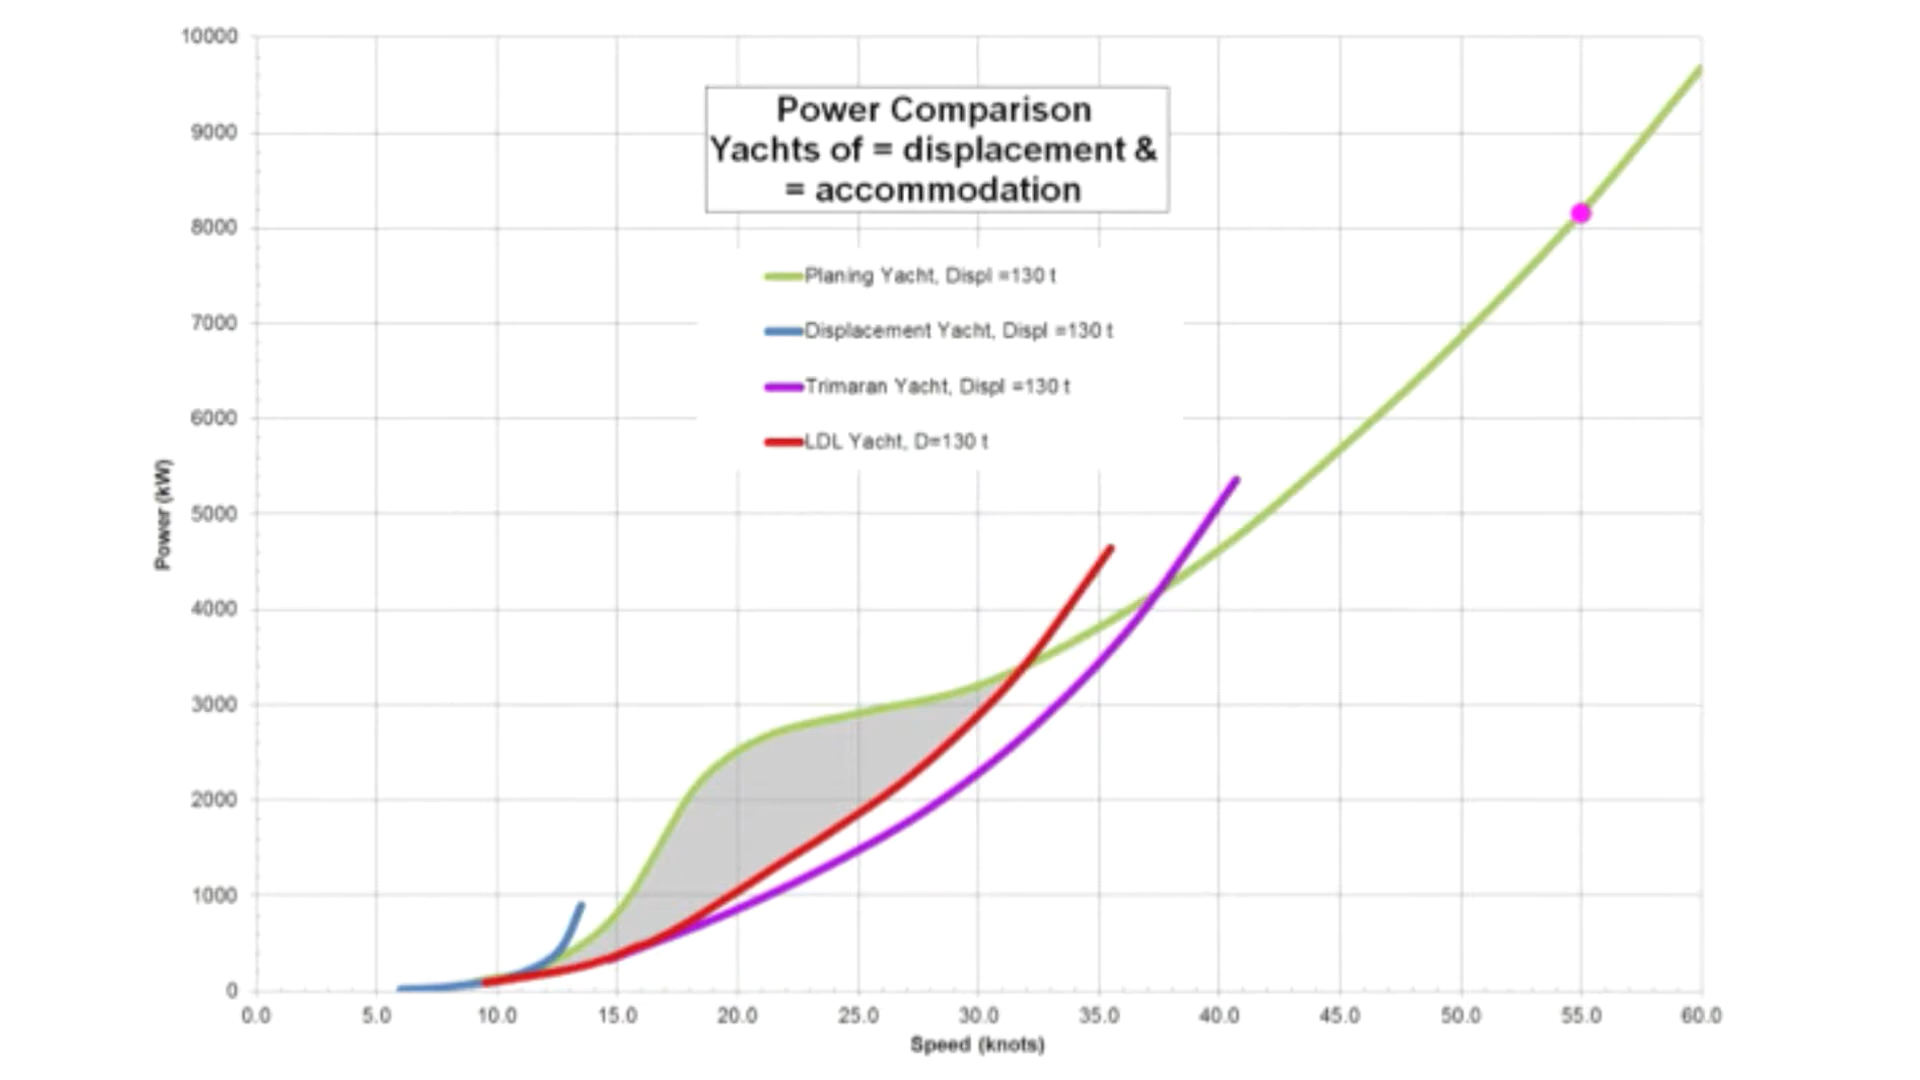 10000
9000
8000
7000
6000
5000
4000
3000
2000
1000
0
Power (kW)
Power Comparison
Yachts of = displacement &
= accommodation
Planing Yacht, Displ =130 t
Displacement Yacht, Displ =130 t
Trimaran Yacht, Displ =130 t
LDL Yacht, D=130 t
0.0 5.0 10.0 15.0 20.0 25.0 30.0 35.0 40.0 45.0 50.0 55.0 60.0
Speed (knots)